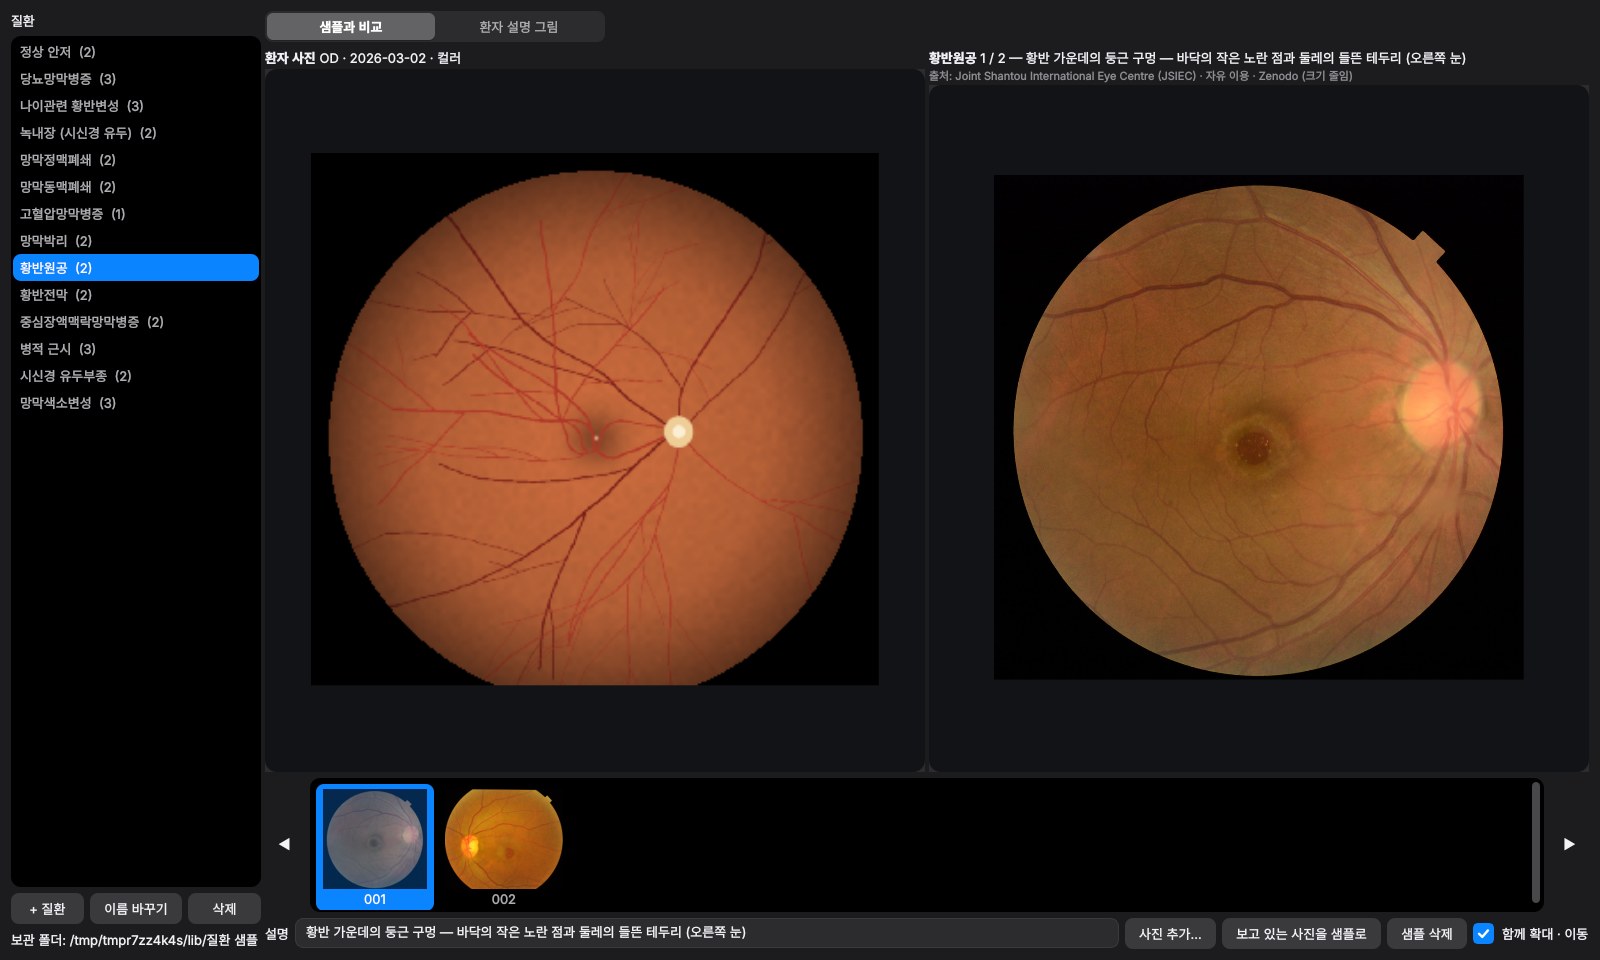 질환
샘플과 비교
환자 설명 그림
정상 안저 (2)
당뇨망막병증 (3)
나이관련 황반변성 (3)
녹내장 (시신경 유두) (2)
망막정맥폐쇄 (2)
망막동맥폐쇄 (2)
고혈압망막병증 (1)
망막박리 (2)
황반원공 (2)
황반전막 (2)
중심장액맥락망막병증 (2)
병적 근시 (3)
시신경 유두부종 (2)
망막색소변성 (3)
환자 사진 OD · 2026-03-02 · 컬러
황반원공 1 / 2 — 황반 가운데의 둥근 구멍 — 바닥의 작은 노란 점과 둘레의 들뜬 테두리 (오른쪽 눈)
출처: Joint Shantou International Eye Centre (JSIEC) · 자유 이용 · Zenodo (크기 줄임)
001
002
+ 질환
이름 바꾸기
삭제
보관 폴더: /tmp/tmpr7zz4k4s/lib/질환 샘플
설명
황반 가운데의 둥근 구멍 — 바닥의 작은 노란 점과 둘레의 들뜬 테두리 (오른쪽 눈)
사진 추가...
보고 있는 사진을 샘플로
샘플 삭제
함께 확대 · 이동